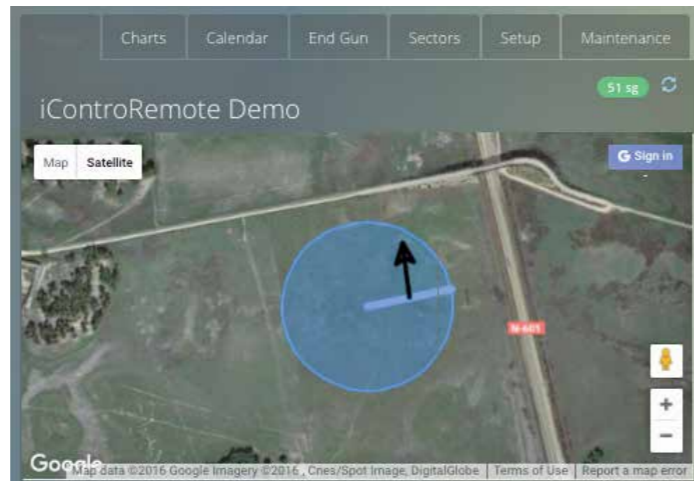 Charts Calendar End Gun Sectors Setup Maintenance
51 sg
iControRemote Demo
Map Satellite
G Sign in
N-601
+
−
Google
Map data ©2016 Google Imagery ©2016 , Cnes/Spot Image, DigitalGlobe Terms of Use Report a map error